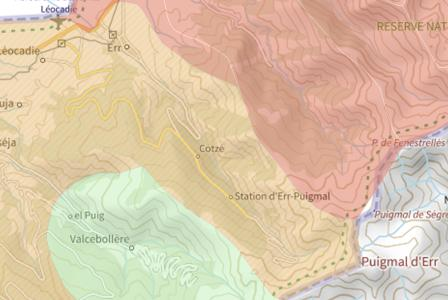 Léocadie
RESERVE NAT
Léocadie
Err
uja
éja
Cotze
P. de Fenestrelles
Station d'Err-Puigmal
el Puig
Puigmal de Ségre
Valcebollère
Puigmal d'Err